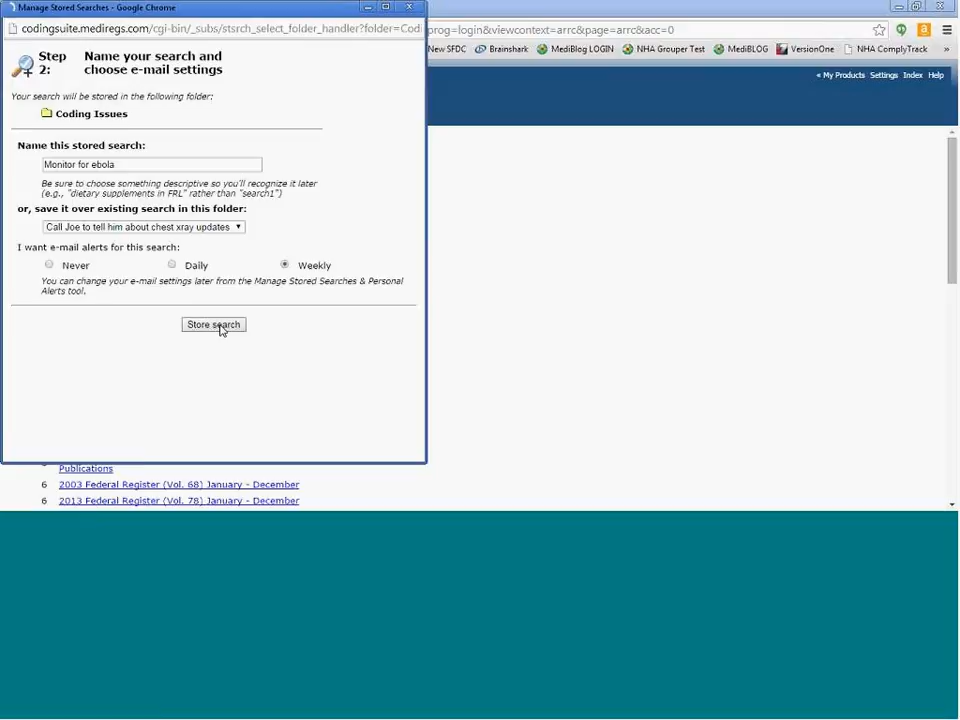 Manage Stored Searches - Google Chrome
codingsuite.mediregs.com/cgi-bin/_subs/stsrch_select_folder_handler?folder=Cod
prog=login&viewcontext=arrc&page=arrc&acc=0
New SFDC Brainshark MediBlog LOGIN NHA Grouper Test MediBLOG VersionOne NHA ComplyTrack »
« My Products Settings Index Help
Step 2:
Name your search and
choose e-mail settings
Your search will be stored in the following folder:
Coding Issues
Name this stored search:
Monitor for ebola
Be sure to choose something descriptive so you'll recognize it later
(e.g., "dietary supplements in FRL" rather than "search1")
or, save it over existing search in this folder:
Call Joe to tell him about chest xray updates
I want e-mail alerts for this search:
Never Daily Weekly
You can change your e-mail settings later from the Manage Stored Searches & Personal
Alerts tool.
Store search
Publications
6 2003 Federal Register (Vol. 68) January - December
6 2013 Federal Register (Vol. 78) January - December